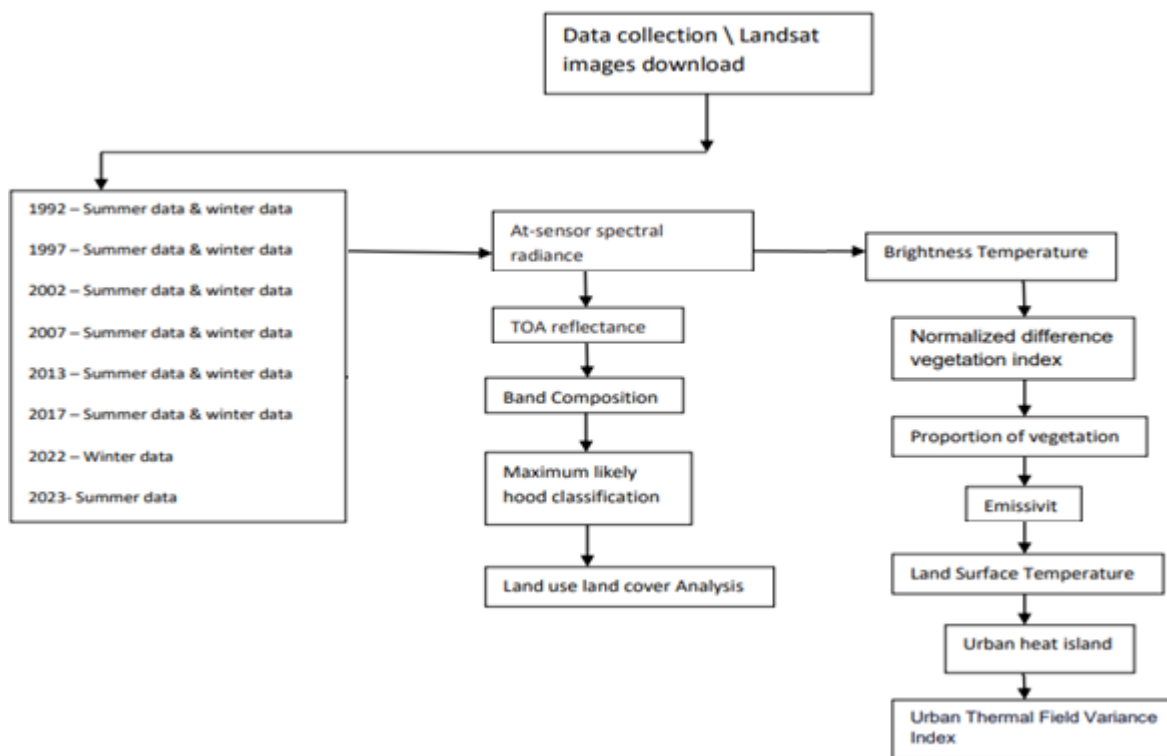 Data collection \ Landsat
images download
1992 – Summer data & winter data
1997 – Summer data & winter data
2002 – Summer data & winter data
2007 – Summer data & winter data
2013 – Summer data & winter data
2017 – Summer data & winter data
2022 – Winter data
2023- Summer data
At-sensor spectral
radiance
TOA reflectance
Band Composition
Maximum likely
hood classification
Land use land cover Analysis
Brightness Temperature
Normalized difference
vegetation index
Proportion of vegetation
Emissivit
Land Surface Temperature
Urban heat island
Urban Thermal Field Variance
Index